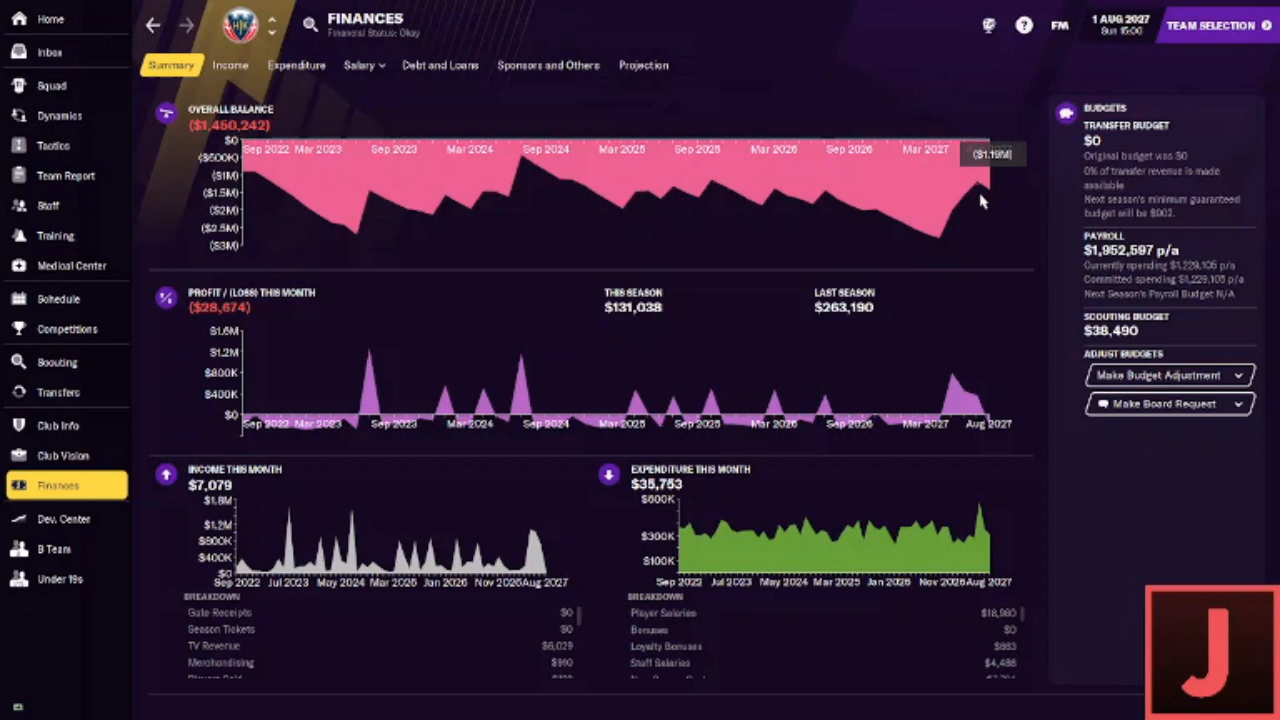 Home
FINANCES
Financial Status: Okay
FM
1 AUG 2027
Sun 15:00
TEAM SELECTION
Inbox
Summary
Income
Expenditure
Salary
Debt and Loans
Sponsors and Others
Projection
Squad
Dynamics
Tactics
Team Report
Staff
Training
Medical Center
Schedule
Competitions
Scouting
Transfers
Club Info
Club Vision
Finances
Dev. Center
B Team
Under 19s
OVERALL BALANCE
($1,450,242)
$0
($500K)
($1M)
($1.5M)
($2M)
($2.5M)
($3M)
Sep 2022 Mar 2023 Sep 2023 Mar 2024 Sep 2024 Mar 2025 Sep 2025 Mar 2026 Sep 2026 Mar 2027
($1.19M)
PROFIT / (LOSS) THIS MONTH
($28,674)
THIS SEASON
$131,038
LAST SEASON
$263,190
$1.6M
$1.2M
$800K
$400K
$0
Sep 2022 Mar 2023 Sep 2023 Mar 2024 Sep 2024 Mar 2025 Sep 2025 Mar 2026 Sep 2026 Mar 2027 Aug 2027
INCOME THIS MONTH
$7,079
$1.8M
$1.2M
$800K
$400K
$0
Sep 2022 Jul 2023 May 2024 Mar 2025 Jan 2026 Nov 2026 Aug 2027
BREAKDOWN
Gate Receipts $0
Season Tickets $0
TV Revenue $6,029
Merchandising
Players Sold
EXPENDITURE THIS MONTH
$35,753
$600K
$300K
$100K
Sep 2022 Jul 2023 May 2024 Mar 2025 Jan 2026 Nov 2026 Aug 2027
BREAKDOWN
Player Salaries $18,980
Bonuses $0
Loyalty Bonuses
Staff Salaries
BUDGETS
TRANSFER BUDGET
$0
Original budget was $0
0% of transfer revenue is made
available
Next season's minimum guaranteed
budget will be
PAYROLL
$1,952,597 p/a
Currently spending $1,229,105 p/a
Committed spending $1,229,105 p/a
Next Season's Payroll Budget N/A
SCOUTING BUDGET
$38,490
ADJUST BUDGETS
Make Budget Adjustment
Make Board Request
J